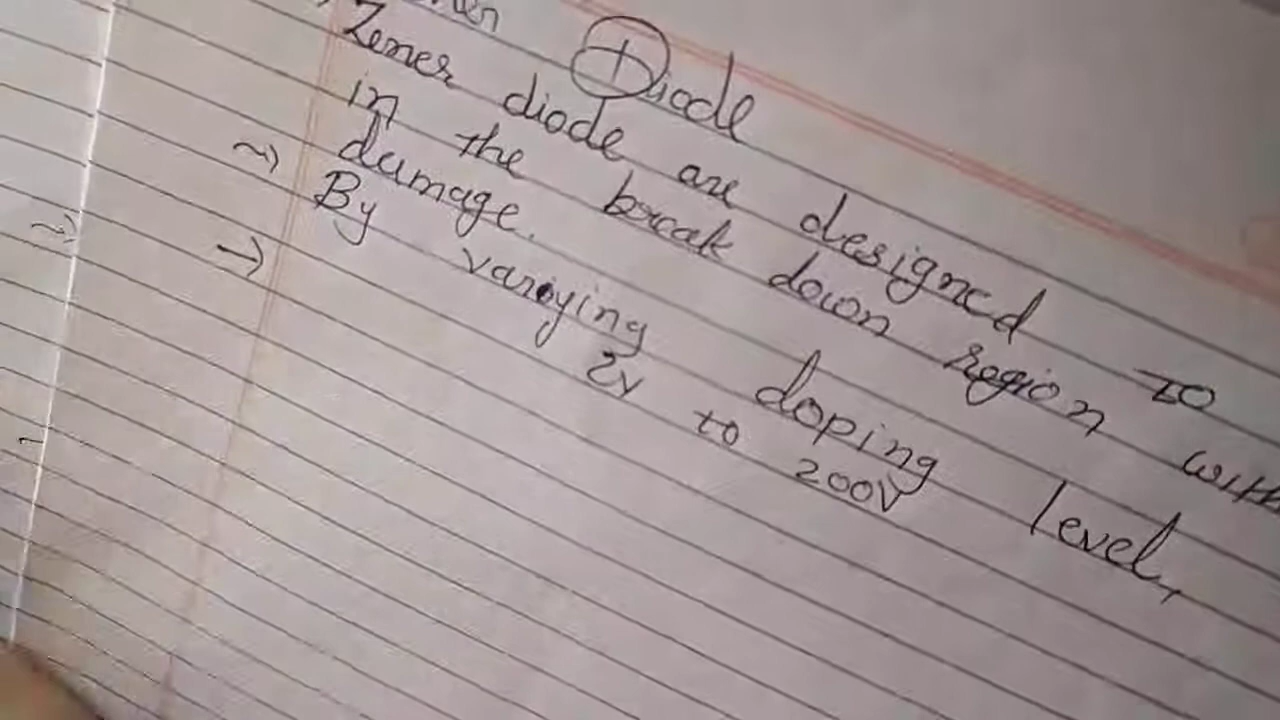 Diode
Zener diode are designed to
in the break down region with
damage.
→ By varying doping level,
→ 2V to 200V